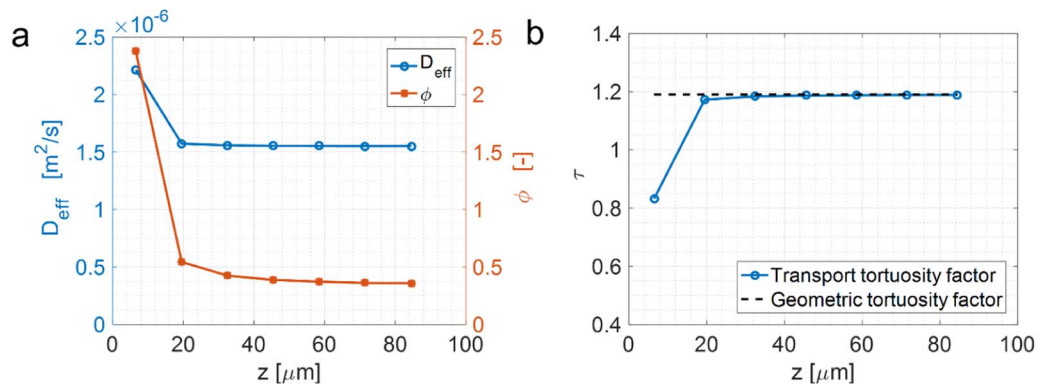 a
×10⁻⁶
2.5
2
1.5
1
0.5
0
D_eff [m²/s]
0 20 40 60 80 100
z [μm]
2.5
2
1.5
1
0.5
0
ϕ [-]
D_eff
ϕ
b
1.4
1.2
1
0.8
0.6
0.4
τ
0 20 40 60 80 100
z [μm]
Transport tortuosity factor
Geometric tortuosity factor